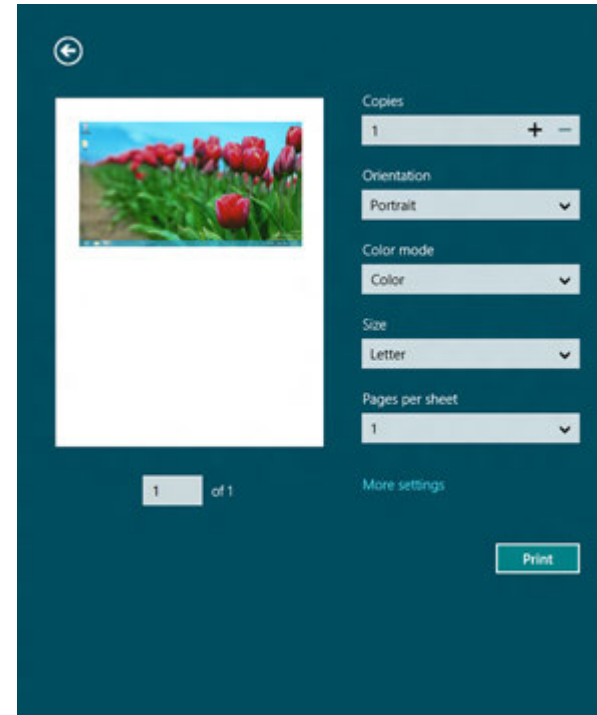 Copies
1
Orientation
Portrait
Color mode
Color
Size
Letter
Pages per sheet
1
1 of 1
More settings
Print